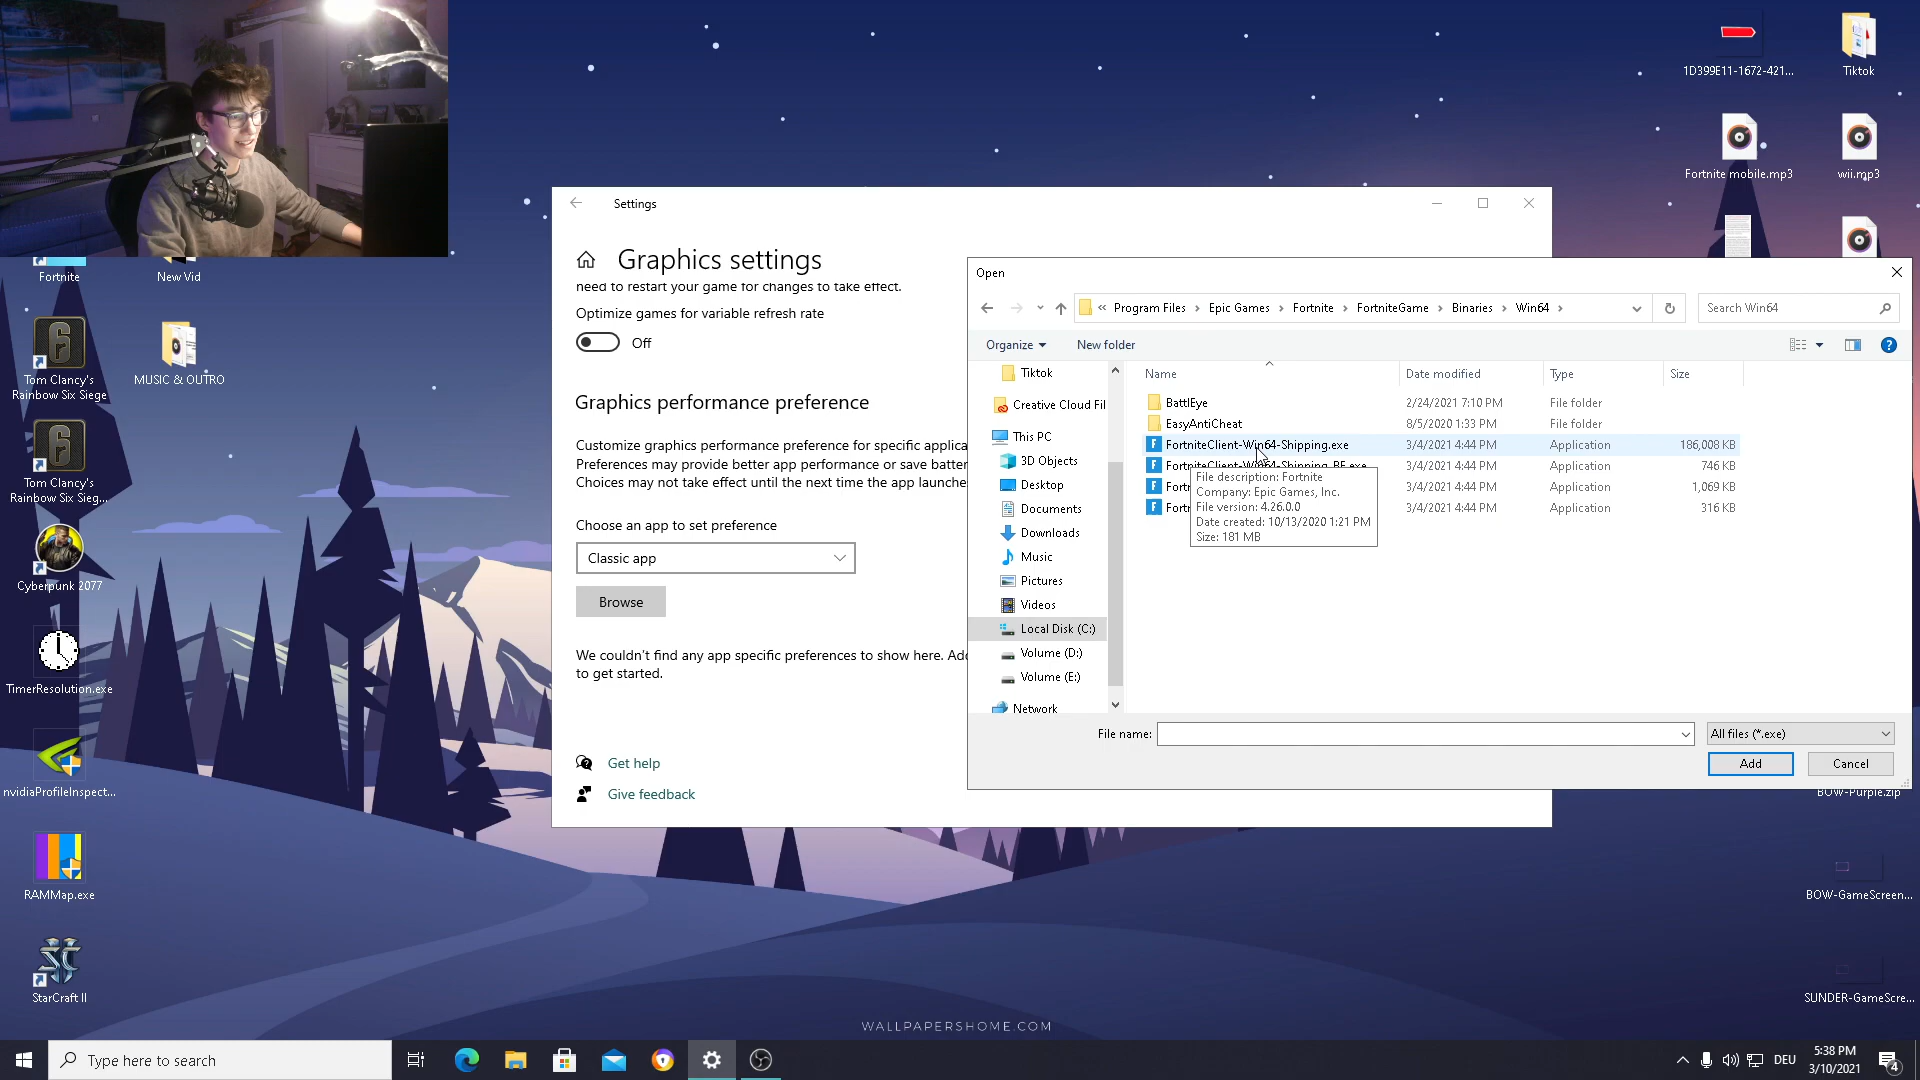 Fortnite
New Vid
Tom Clancy's
Rainbow Six Siege
MUSIC & OUTRO
Tom Clancy's
Rainbow Six Sieg...
Cyberpunk 2077
TimerResolution.exe
nvidiaProfileInspect...
RAMMap.exe
StarCraft II
Settings
Graphics settings
need to restart your game for changes to take effect.
Optimize games for variable refresh rate
Off
Graphics performance preference
Customize graphics performance preference for specific applica
Preferences may provide better app performance or save batter
Choices may not take effect until the next time the app launche
Choose an app to set preference
Classic app
Browse
We couldn't find any app specific preferences to show here. Add
to get started.
Get help
Give feedback
Open
« Program Files > Epic Games > Fortnite > FortniteGame > Binaries > Win64 >
Search Win64
Organize
New folder
Tiktok
Creative Cloud Fil
This PC
3D Objects
Desktop
Documents
Downloads
Music
Pictures
Videos
Local Disk (C:)
Volume (D:)
Volume (E:)
Network
Name Date modified Type Size
BattlEye 2/24/2021 7:10 PM File folder
EasyAntiCheat 8/5/2020 1:33 PM File folder
FortniteClient-Win64-Shipping.exe 3/4/2021 4:44 PM Application 186,008 KB
FortniteClient-Win64-Shipping_BE.exe 3/4/2021 4:44 PM Application 746 KB
Fortn 3/4/2021 4:44 PM Application 1,069 KB
Fortn 3/4/2021 4:44 PM Application 316 KB
File description: Fortnite
Company: Epic Games, Inc.
File version: 4.26.0.0
Date created: 10/13/2020 1:21 PM
Size: 181 MB
File name:
All files (*.exe)
Add
Cancel
1D399E11-1672-421...
Tiktok
Fortnite mobile.mp3
wii.mp3
BOW-Purple.zip
BOW-GameScreen...
SUNDER-GameScre...
WALLPAPERSHOME.COM
Type here to search
DEU
5:38 PM
3/10/2021
4